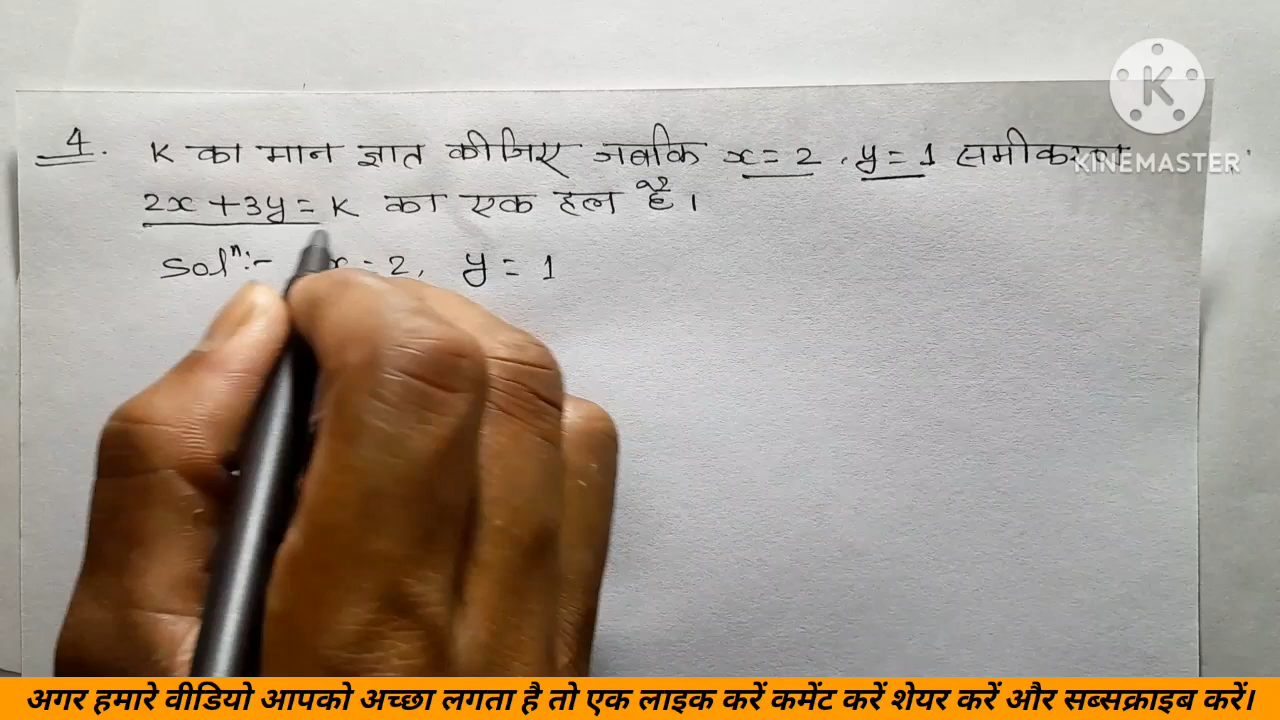 4. K का मान ज्ञात कीजिए जबकि x = 2, y = 1 समीकरण
2x + 3y = K का एक हल है।
Solⁿ:- x = 2, y = 1
K
KINEMASTER
अगर हमारे वीडियो आपको अच्छा लगता है तो एक लाइक करें कमेंट करें शेयर करें और सब्सक्राइब करें।